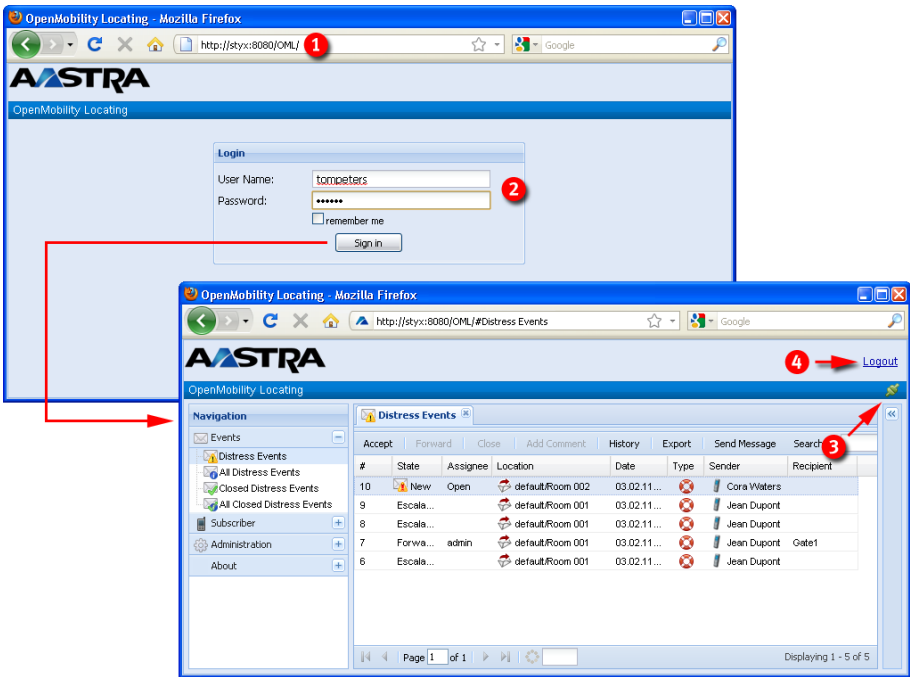 OpenMobility Locating - Mozilla Firefox
http://styx:8080/OML/ 1 Google
AASTRA
OpenMobility Locating
Login
User Name: tompeters
Password: ••••••
2
remember me
Sign in
OpenMobility Locating - Mozilla Firefox
http://styx:8080/OML/#Distress Events Google
AASTRA
4 Logout
OpenMobility Locating
Navigation
Events
Distress Events
All Distress Events
Closed Distress Events
All Closed Distress Events
Subscriber
Administration
About
Distress Events
3
Accept Forward Close Add Comment History Export Send Message Search
# State Assignee Location Date Type Sender Recipient
10 New Open default/Room 002 03.02.11... Cora Waters
9 Escala... default/Room 001 03.02.11... Jean Dupont
8 Escala... default/Room 001 03.02.11... Jean Dupont
7 Forwa... admin default/Room 001 03.02.11... Jean Dupont Gate1
6 Escala... default/Room 001 03.02.11... Jean Dupont
Page 1 of 1
Displaying 1 - 5 of 5